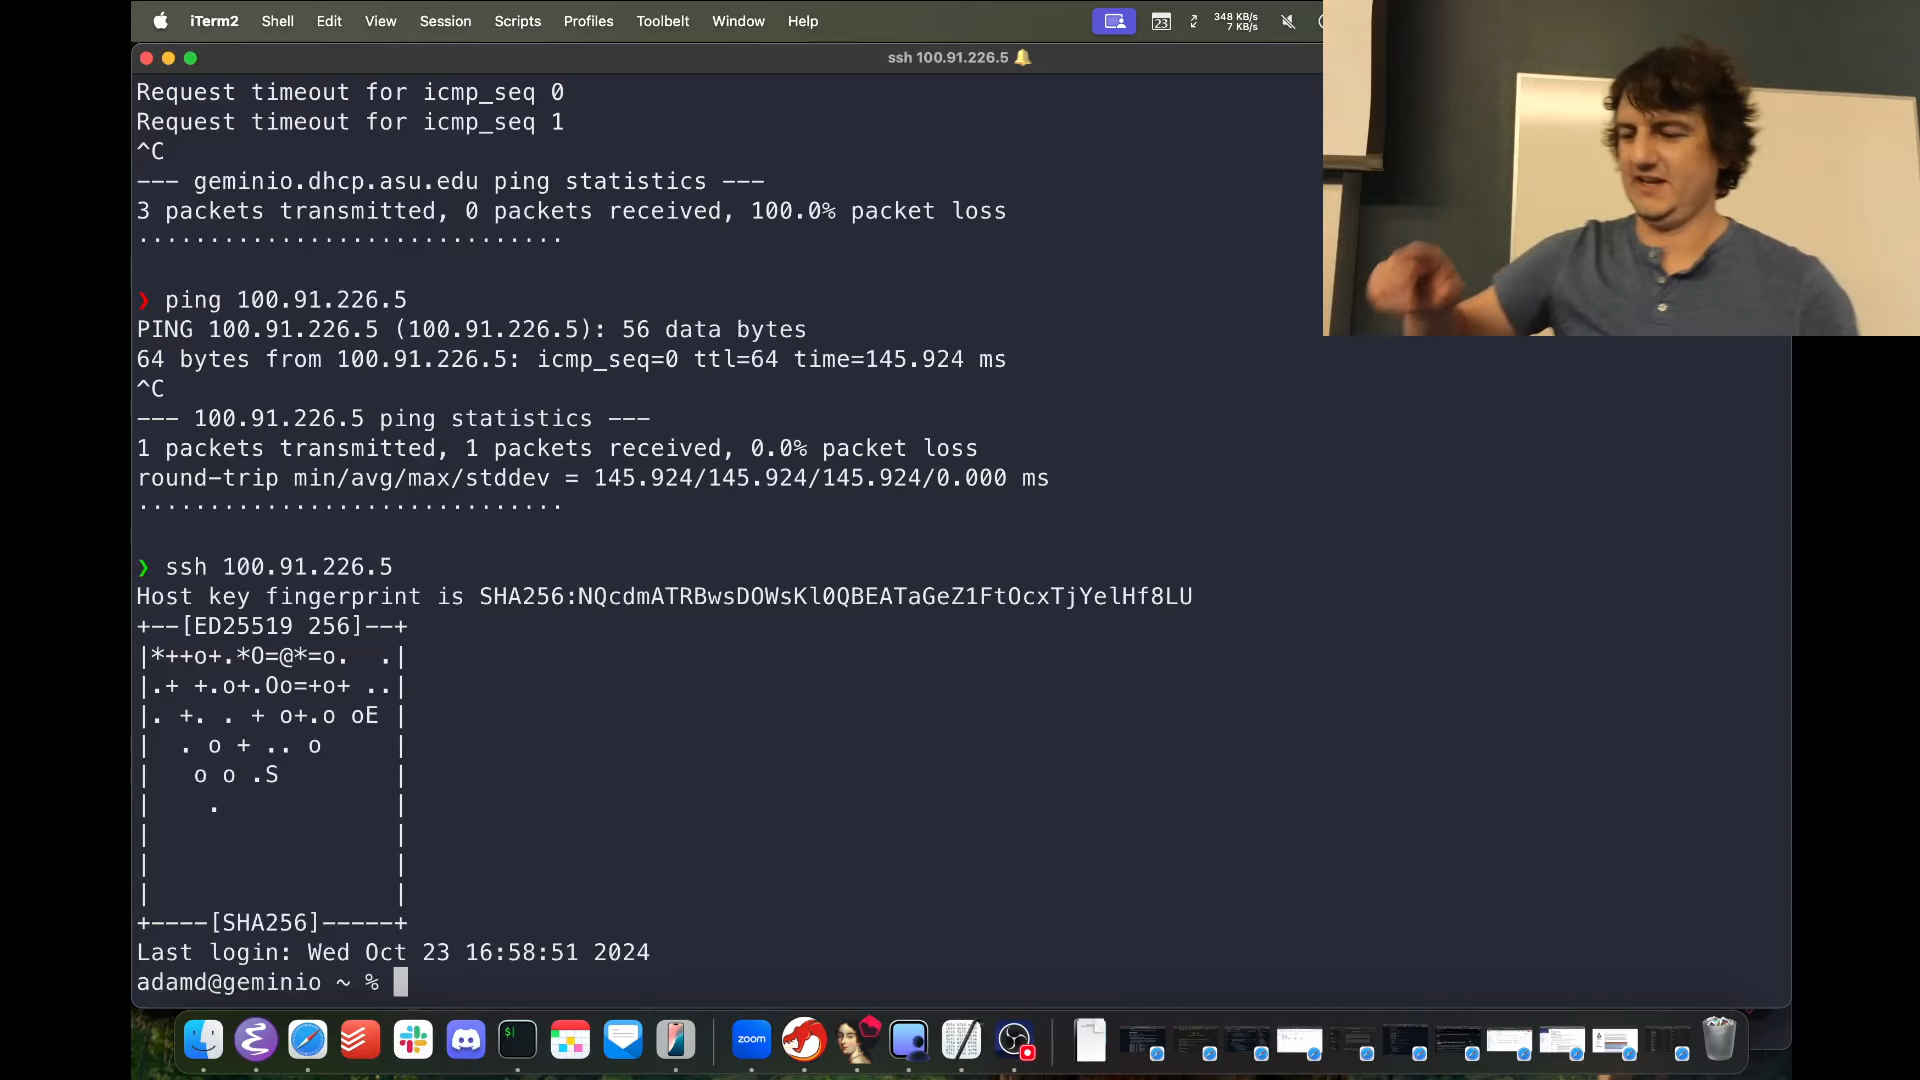 iTerm2 Shell Edit View Session Scripts Profiles Toolbelt Window Help 23 348 KB/s
7 KB/s
ssh 100.91.226.5
Request timeout for icmp_seq 0
Request timeout for icmp_seq 1
^C
--- geminio.dhcp.asu.edu ping statistics ---
3 packets transmitted, 0 packets received, 100.0% packet loss
······························
❯ ping 100.91.226.5
PING 100.91.226.5 (100.91.226.5): 56 data bytes
64 bytes from 100.91.226.5: icmp_seq=0 ttl=64 time=145.924 ms
^C
--- 100.91.226.5 ping statistics ---
1 packets transmitted, 1 packets received, 0.0% packet loss
round-trip min/avg/max/stddev = 145.924/145.924/145.924/0.000 ms
······························
❯ ssh 100.91.226.5
Host key fingerprint is SHA256:NQcdmATRBwsDOWsKl0QBEATaGeZ1FtOcxTjYelHf8LU
+--[ED25519 256]--+
|*++o+.*O=@*=o.  .|
|.+ +.o+.Oo=+o+ ..|
|. +. . + o+.o oE |
|  . o + .. o     |
|   o o .S        |
|    .            |
|                 |
|                 |
|                 |
+----[SHA256]-----+
Last login: Wed Oct 23 16:58:51 2024
adamd@geminio ~ %
zoom